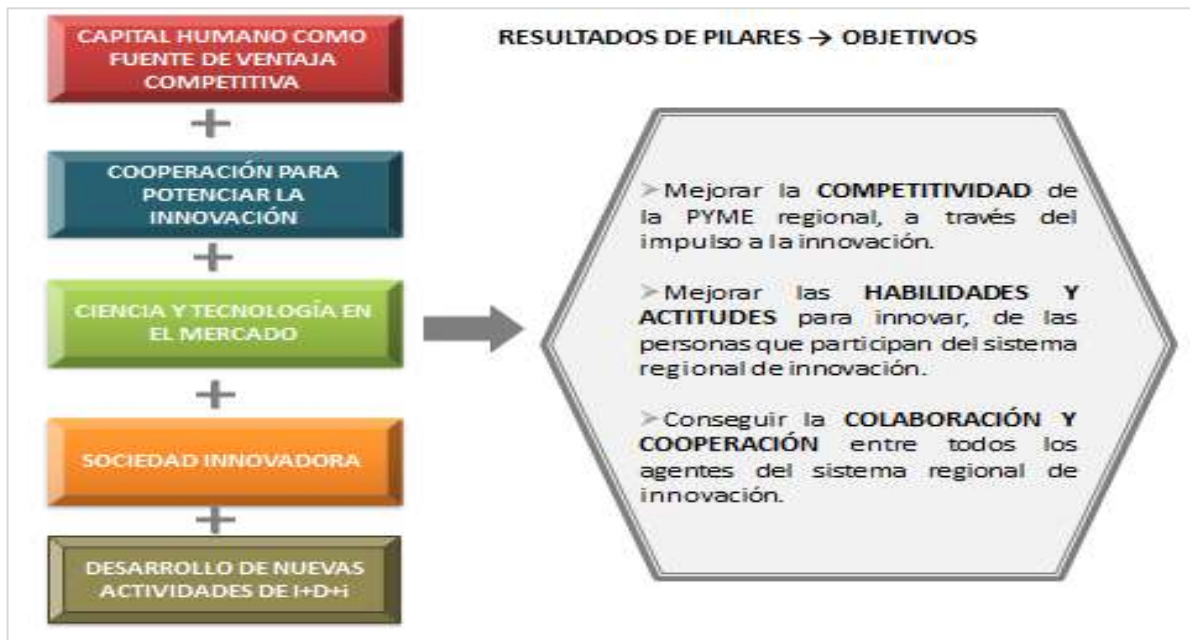 CAPITAL HUMANO COMO
FUENTE DE VENTAJA
COMPETITIVA
+
COOPERACIÓN PARA
POTENCIAR LA
INNOVACIÓN
+
CIENCIA Y TECNOLOGÍA EN
EL MERCADO
+
SOCIEDAD INNOVADORA
+
DESARROLLO DE NUEVAS
ACTIVIDADES DE I+D+i
RESULTADOS DE PILARES → OBJETIVOS
➢Mejorar la COMPETITIVIDAD de
la PYME regional, a través del
impulso a la innovación.
➢Mejorar las HABILIDADES Y
ACTITUDES para innovar, de las
personas que participan del sistema
regional de innovación.
➢Conseguir la COLABORACIÓN Y
COOPERACIÓN entre todos los
agentes del sistema regional de
innovación.